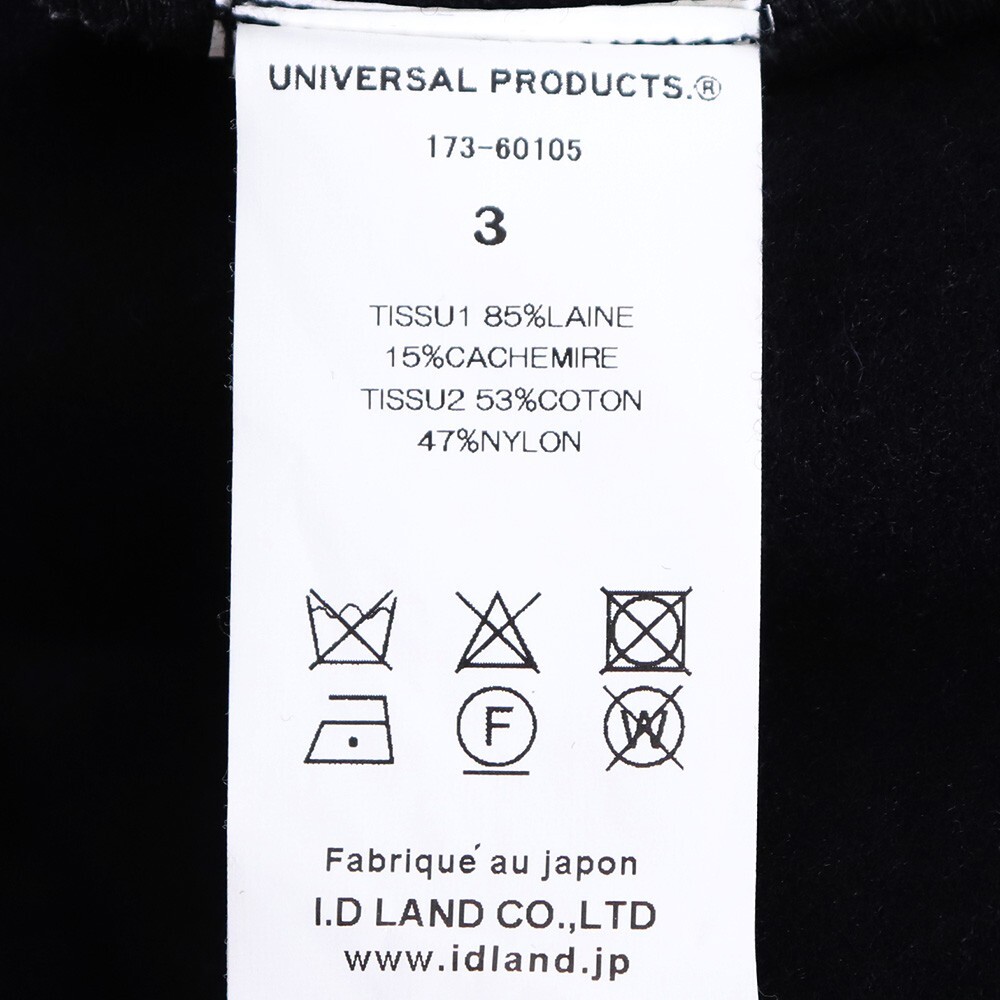 UNIVERSAL PRODUCTS.®
173-60105
3
TISSU1 85%LAINE
15%CACHEMIRE
TISSU2 53%COTON
47%NYLON
F W
Fabrique´ au japon
I.D LAND CO.,LTD
www.idland.jp